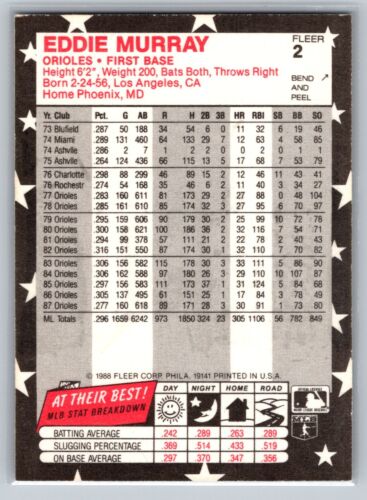 EDDIE MURRAY
ORIOLES • FIRST BASE
Height 6'2", Weight 200, Bats Both, Throws Right
Born 2-24-56, Los Angeles, CA
Home Phoenix, MD
FLEER
2
BEND
AND
PEEL
Yr. Club Pct. G AB R H 2B 3B HR RBI SB BB SO
73 Blufield .287 50 188 34 54 6 0 11 32 6 19 46
74 Miami .289 131 460 64 133 29 7 12 63 4 58 85
74 Ashvlle .286 2 7 1 2 2 0 0 2 0 1 1
75 Ashvlle .264 124 436 66 115 13 5 17 68 7 53 79
76 Charlotte .298 88 299 46 89 15 2 12 46 11 43 41
76 Rochestr .274 54 168 35 46 6 2 11 40 3 34 27
77 Orioles .283 160 611 81 173 29 2 27 88 0 48 104
78 Orioles .285 161 610 85 174 32 3 27 95 6 70 97
79 Orioles .295 159 606 90 179 30 2 25 99 10 72 78
80 Orioles .300 158 621 100 186 36 2 32 116 7 54 71
81 Orioles .294 99 378 57 111 21 2 22 78 2 40 43
82 Orioles .316 151 550 87 174 30 1 32 110 7 70 82
83 Orioles .306 156 582 115 178 30 3 33 111 5 86 90
84 Orioles .306 162 588 97 180 26 3 29 110 10 107 87
85 Orioles .297 156 583 111 173 37 1 31 124 5 84 68
86 Orioles .305 137 495 61 151 25 1 17 84 3 78 49
87 Orioles .277 160 618 89 171 28 3 30 91 1 73 80
ML Totals .296 1659 6242 973 1850 324 23 305 1106 56 782 849
© 1988 FLEER CORP. PHILA. 19141 PRINTED IN U.S.A.
AT THEIR BEST!
MLB STAT BREAKDOWN
DAY NIGHT HOME ROAD
BATTING AVERAGE .242 .289 .263 .289
SLUGGING PERCENTAGE .364 .514 .433 .519
ON BASE AVERAGE .297 .370 .347 .356